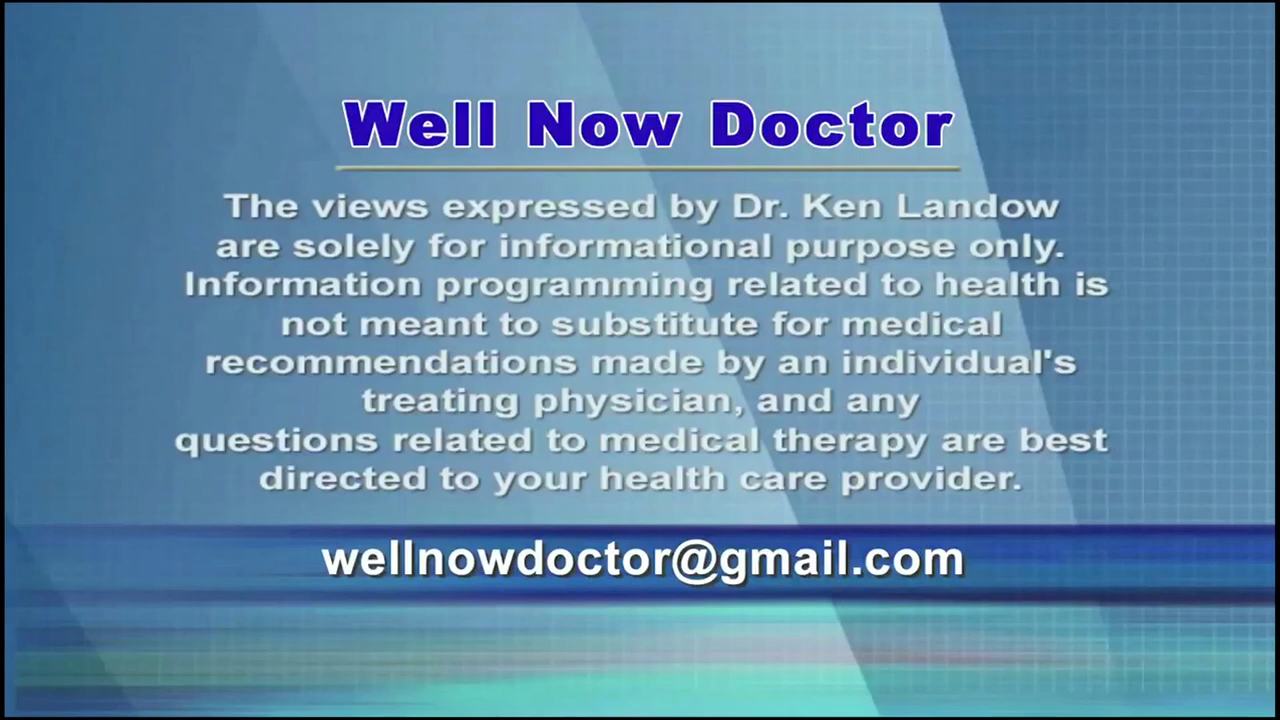 Well Now Doctor
The views expressed by Dr. Ken Landow
are solely for informational purpose only.
Information programming related to health is
not meant to substitute for medical
recommendations made by an individual's
treating physician, and any
questions related to medical therapy are best
directed to your health care provider.
wellnowdoctor@gmail.com